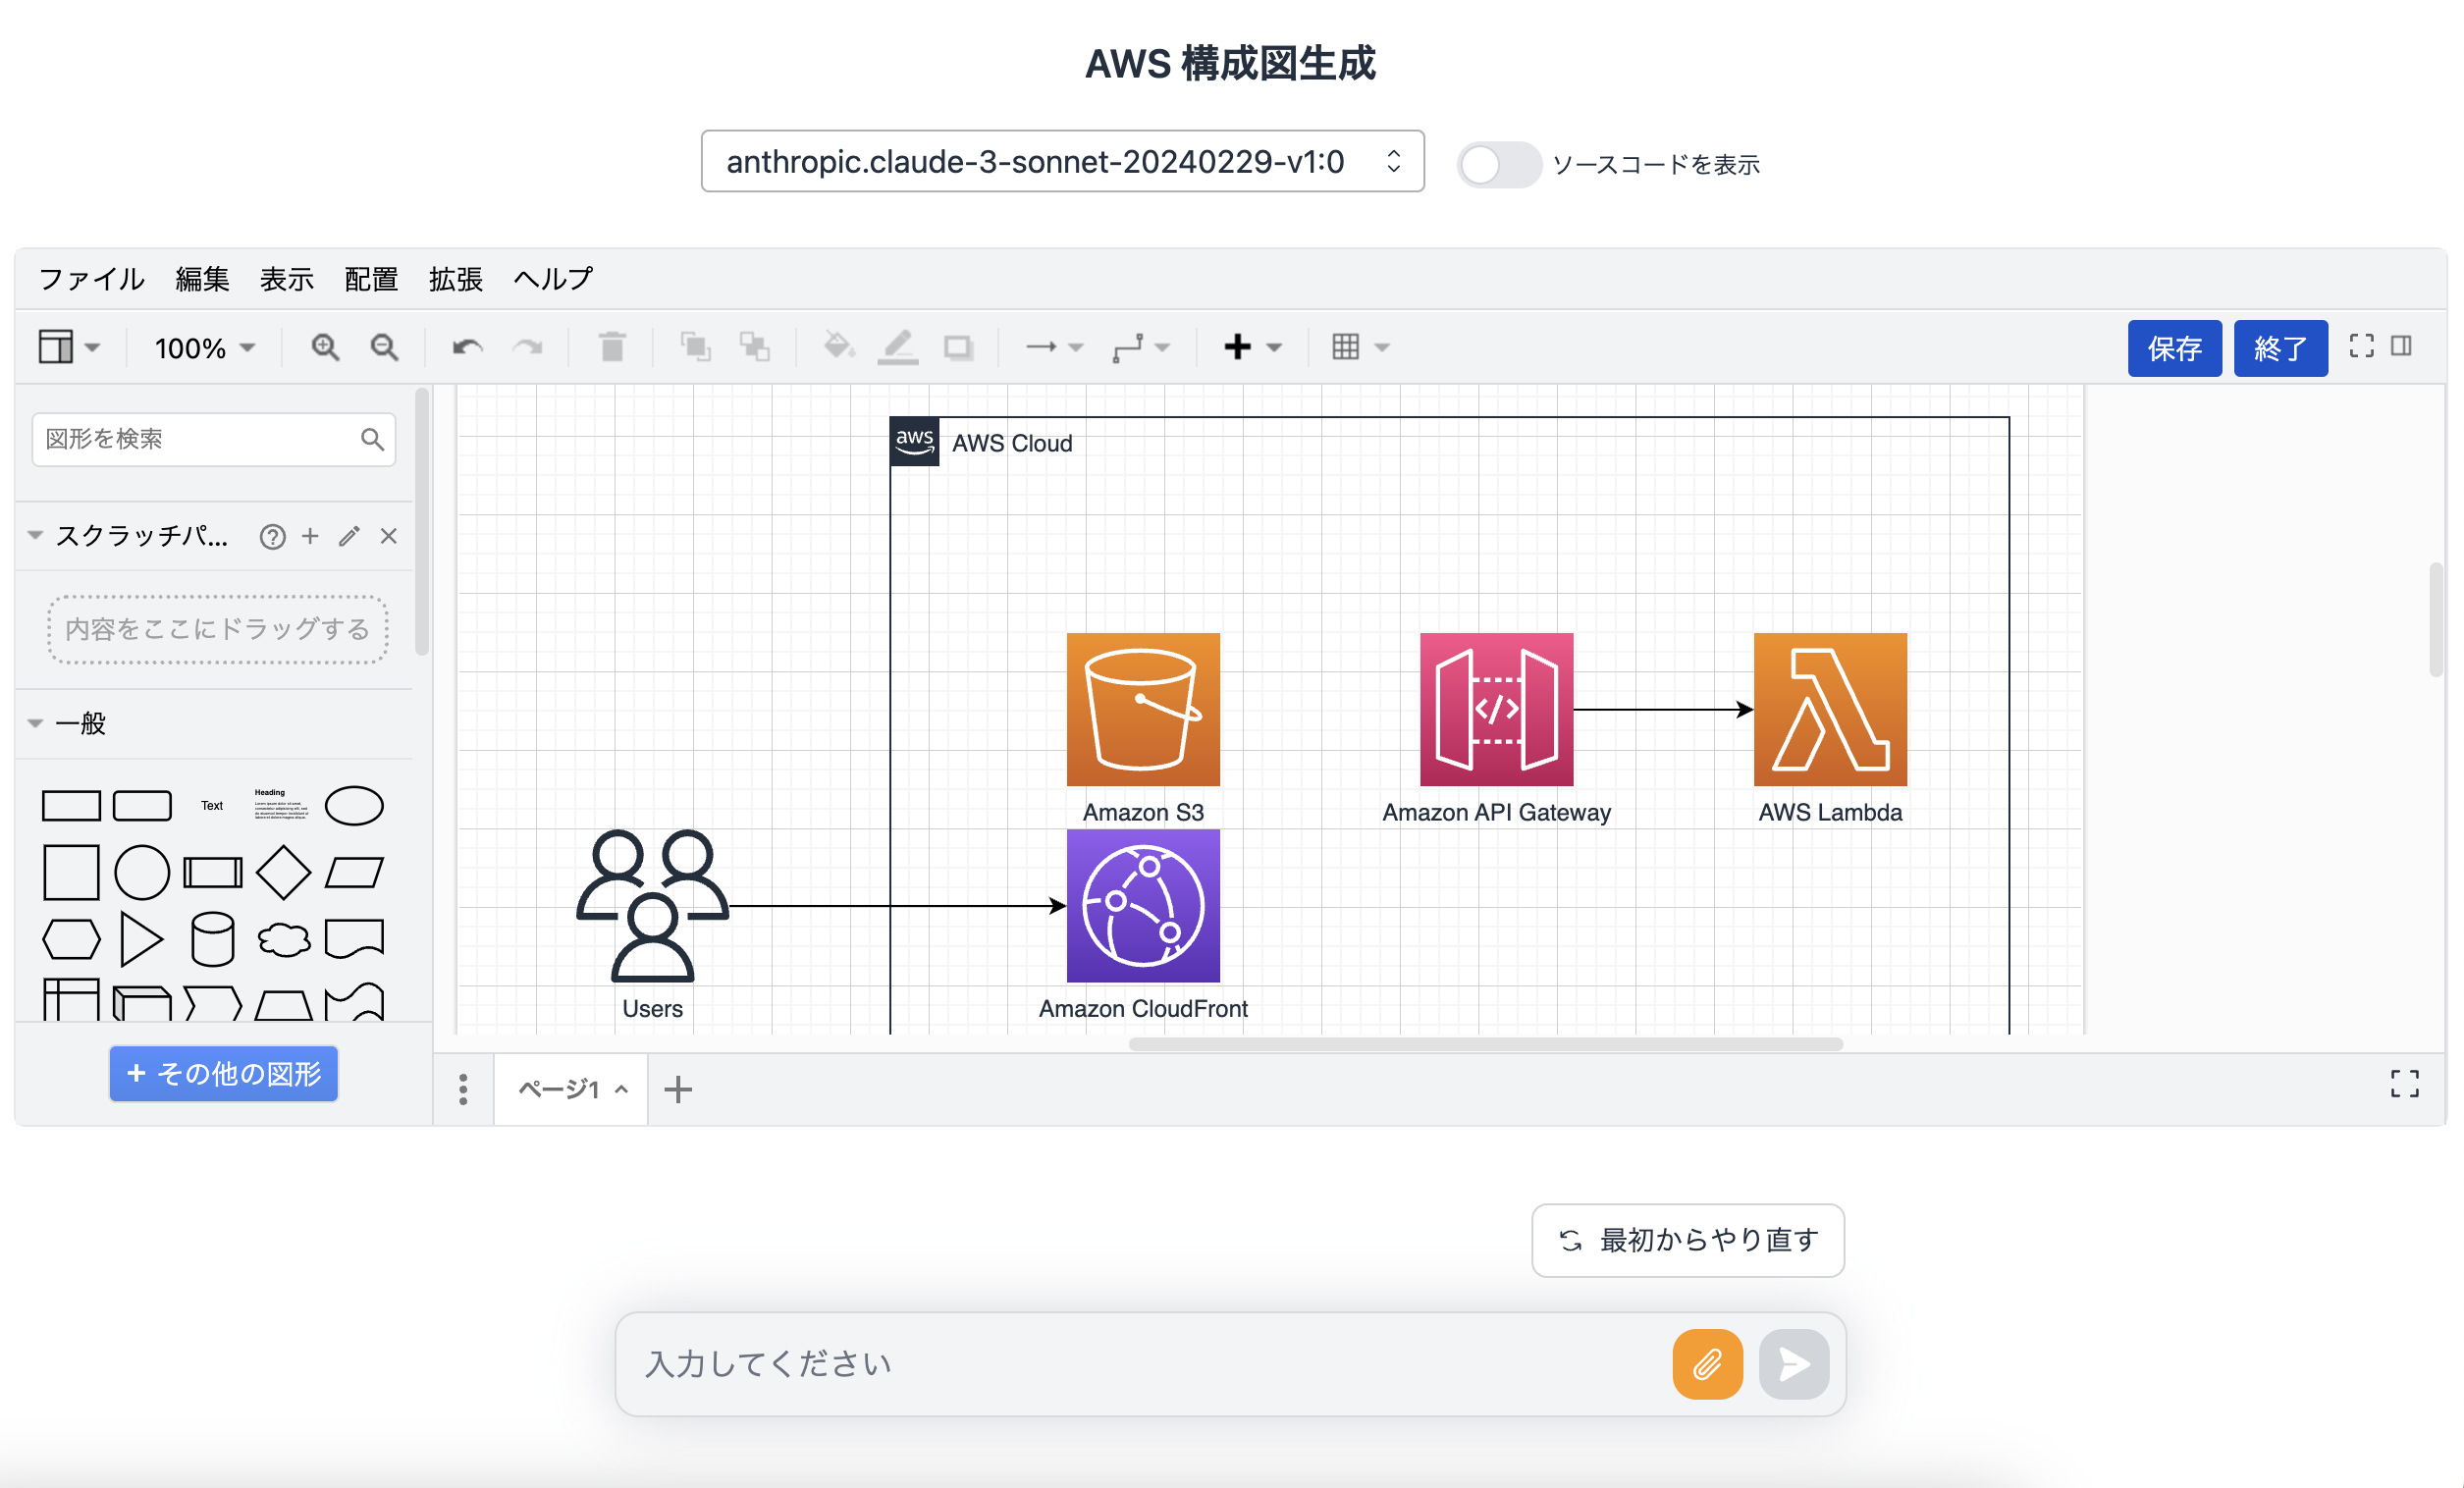 AWS 構成図生成
anthropic.claude-3-sonnet-20240229-v1:0
ソースコードを表示
ファイル 編集 表示 配置 拡張 ヘルプ
100%
保存 終了
図形を検索
スクラッチパ...
内容をここにドラッグする
一般
Text
Heading
+ その他の図形
aws
AWS Cloud
Amazon S3
Amazon API Gateway
AWS Lambda
Users
Amazon CloudFront
ページ1
最初からやり直す
入力してください